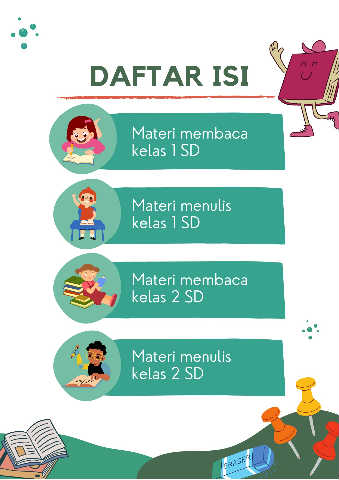 DAFTAR ISI
Materi membaca
kelas 1 SD
Materi menulis
kelas 1 SD
Materi membaca
kelas 2 SD
Materi menulis
kelas 2 SD
ERASER